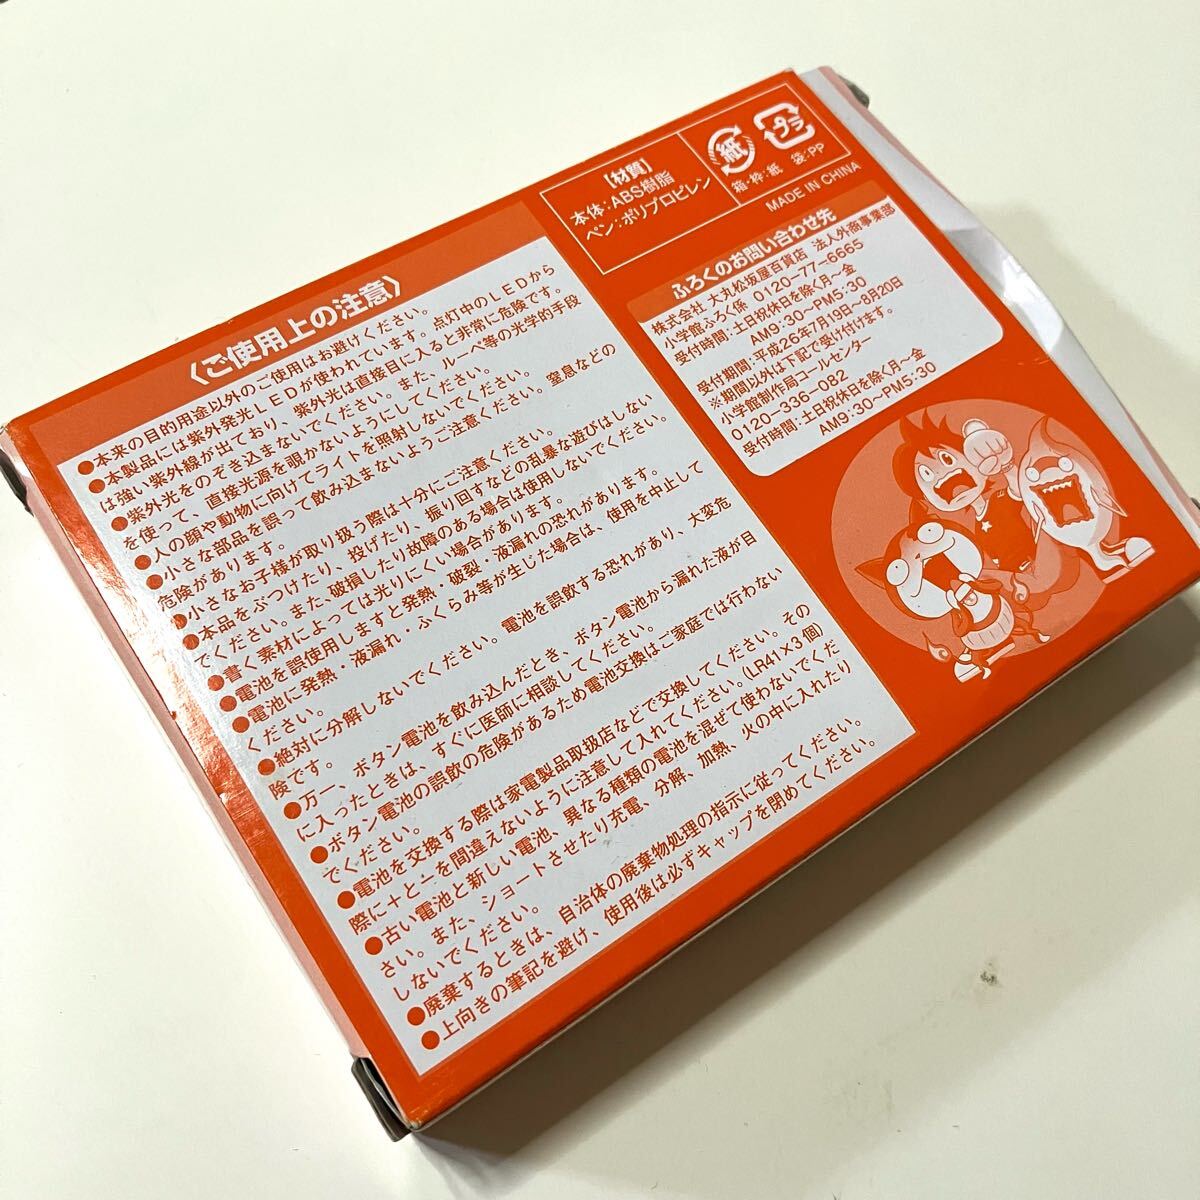 〈ご使用上の注意〉
●本来の目的用途以外のご使用はお避けください。
●本製品には紫外発光LEDが使われています。点灯中のLEDから
は強い紫外線が出ており、紫外光は直接目に入ると非常に危険です。
●紫外光をのぞき込まないでください。また、ルーペ等の光学的手段
を使って、直接光源を覗かないようにしてください。
●人の顔や動物に向けてライトを照射しないでください。
●小さな部品を誤って飲み込まないようご注意ください。窒息などの
危険があります。
●小さなお子様が取り扱う際は十分にご注意ください。
●本品をぶつけたり、投げたり、振り回すなどの乱暴な遊びはしない
でください。また、破損したり故障のある場合は使用しないでください。
●書く素材によっては光りにくい場合があります。
●電池を誤使用しますと発熱・破裂・液漏れの恐れがあります。
●電池に発熱・液漏れ・ふくらみ等が生じた場合は、使用を中止して
ください。
●絶対に分解しないでください。電池を誤飲する恐れがあり、大変危
険です。
●万一、ボタン電池を飲み込んだとき、ボタン電池から漏れた液が目
に入ったときは、すぐに医師に相談してください。
●ボタン電池の誤飲の危険があるため電池交換はご家庭では行わない
でください。
●電池を交換する際は家電製品取扱店などで交換してください。その
際に+と−を間違えないように注意して入れてください。(LR41×3個)
●古い電池と新しい電池、異なる種類の電池を混ぜて使わないでくだ
さい。また、ショートさせたり充電、分解、加熱、火の中に入れたり
しないでください。
●廃棄するときは、自治体の廃棄物処理の指示に従ってください。
●上向きの筆記を避け、使用後は必ずキャップを閉めてください。
【材質】
本体：ABS樹脂
ペン：ポリプロピレン
紙
プラ
箱・枠：紙 袋：PP
MADE IN CHINA
ふろくのお問い合わせ先
株式会社 大丸松坂屋百貨店 法人外商事業部
小学館ふろく係 0120-77-6665
受付時間：土日祝休日を除く月〜金
AM9：30〜PM5：30
受付期間：平成26年7月19日〜8月20日
※期間以外は下記で受け付けます。
小学館制作局コールセンター
0120-336-082
受付時間：土日祝休日を除く月〜金
AM9：30〜PM5：30